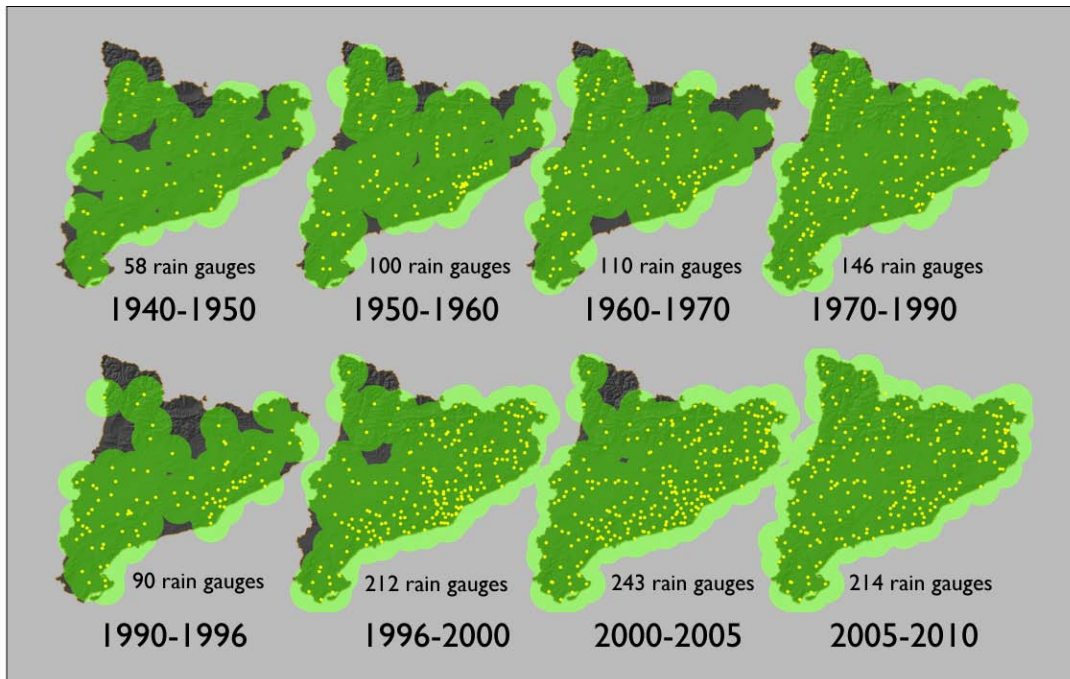 58 rain gauges
100 rain gauges
110 rain gauges
146 rain gauges
1940-1950
1950-1960
1960-1970
1970-1990
90 rain gauges
212 rain gauges
243 rain gauges
214 rain gauges
1990-1996
1996-2000
2000-2005
2005-2010